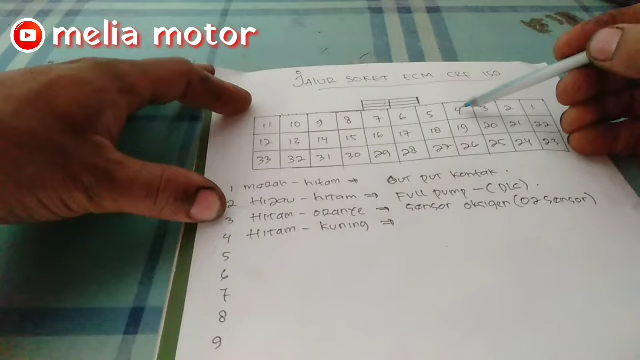 melia motor
JALUR SOKET ECM CRF 150
11 10 9 8 7 6 5 4 3 2 1
12 13 14 15 16 17 18 19 20 21 22
33 32 31 30 29 28 27 26 25 24 23
1 merah - hitam → out put kontak.
2 Hijau - hitam → Full pump - (DLC).
3 Hitam - oranye → sensor oksigen (O2 sensor)
4 Hitam - kuning →
5
6
7
8
9